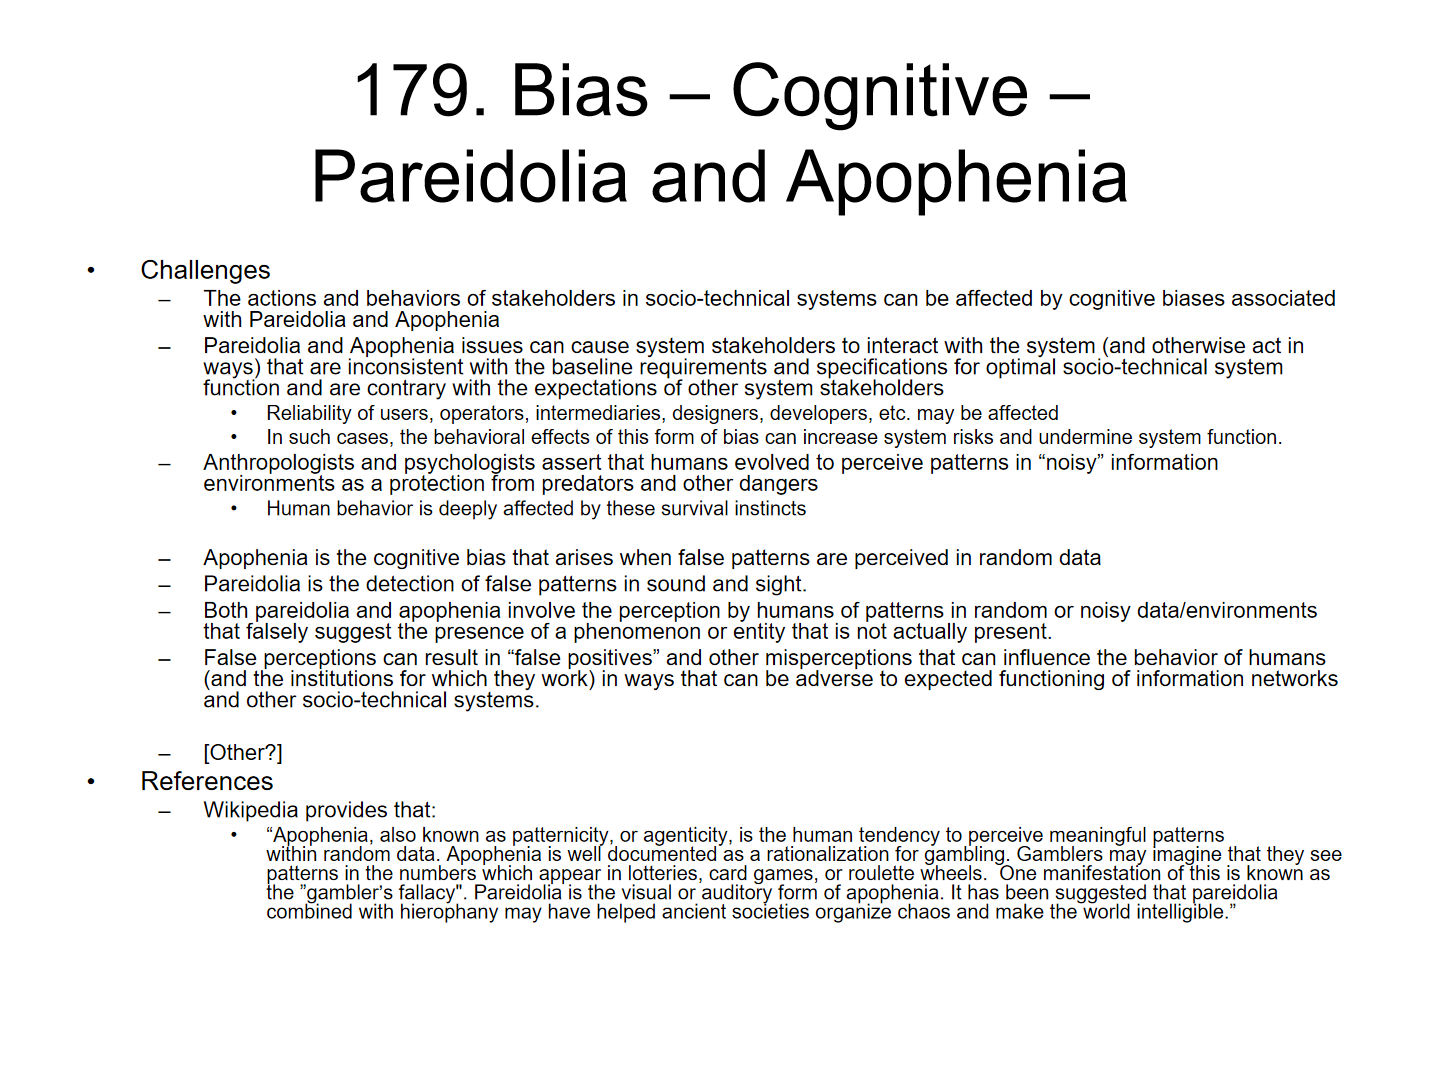 179. Bias – Cognitive –
Pareidolia and Apophenia
• Challenges
– The actions and behaviors of stakeholders in socio-technical systems can be affected by cognitive biases associated
with Pareidolia and Apophenia
– Pareidolia and Apophenia issues can cause system stakeholders to interact with the system (and otherwise act in
ways) that are inconsistent with the baseline requirements and specifications for optimal socio-technical system
function and are contrary with the expectations of other system stakeholders
• Reliability of users, operators, intermediaries, designers, developers, etc. may be affected
• In such cases, the behavioral effects of this form of bias can increase system risks and undermine system function.
– Anthropologists and psychologists assert that humans evolved to perceive patterns in “noisy” information
environments as a protection from predators and other dangers
• Human behavior is deeply affected by these survival instincts
– Apophenia is the cognitive bias that arises when false patterns are perceived in random data
– Pareidolia is the detection of false patterns in sound and sight.
– Both pareidolia and apophenia involve the perception by humans of patterns in random or noisy data/environments
that falsely suggest the presence of a phenomenon or entity that is not actually present.
– False perceptions can result in “false positives” and other misperceptions that can influence the behavior of humans
(and the institutions for which they work) in ways that can be adverse to expected functioning of information networks
and other socio-technical systems.
– [Other?]
• References
– Wikipedia provides that:
• “Apophenia, also known as patternicity, or agenticity, is the human tendency to perceive meaningful patterns
within random data. Apophenia is well documented as a rationalization for gambling. Gamblers may imagine that they see
patterns in the numbers which appear in lotteries, card games, or roulette wheels. One manifestation of this is known as
the ”gambler’s fallacy". Pareidolia is the visual or auditory form of apophenia. It has been suggested that pareidolia
combined with hierophany may have helped ancient societies organize chaos and make the world intelligible.”